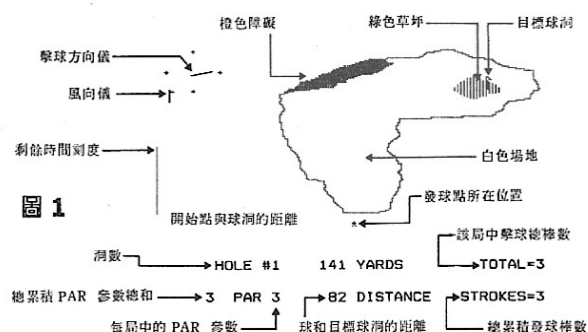 橙色障礙
綠色草坪
目標球洞
擊球方向儀
風向儀
剩餘時間刻度
白色場地
圖 1
發球點所在位置
開始點與球洞的距離
該局中擊球總棒數
洞數
HOLE #1 141 YARDS TOTAL=3
總累積 PAR 參數總和 3 PAR 3 82 DISTANCE STROKES=3
每局中的 PAR 參數
球和目標球洞的距離
總累積發球棒數